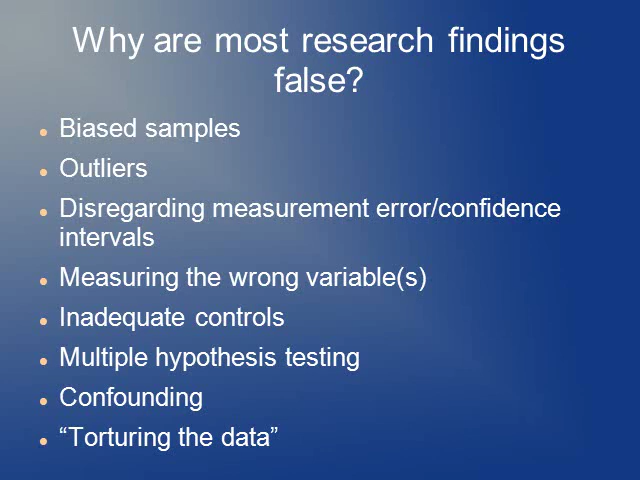 Why are most research findings
false?
Biased samples
Outliers
Disregarding measurement error/confidence
intervals
Measuring the wrong variable(s)
Inadequate controls
Multiple hypothesis testing
Confounding
“Torturing the data”